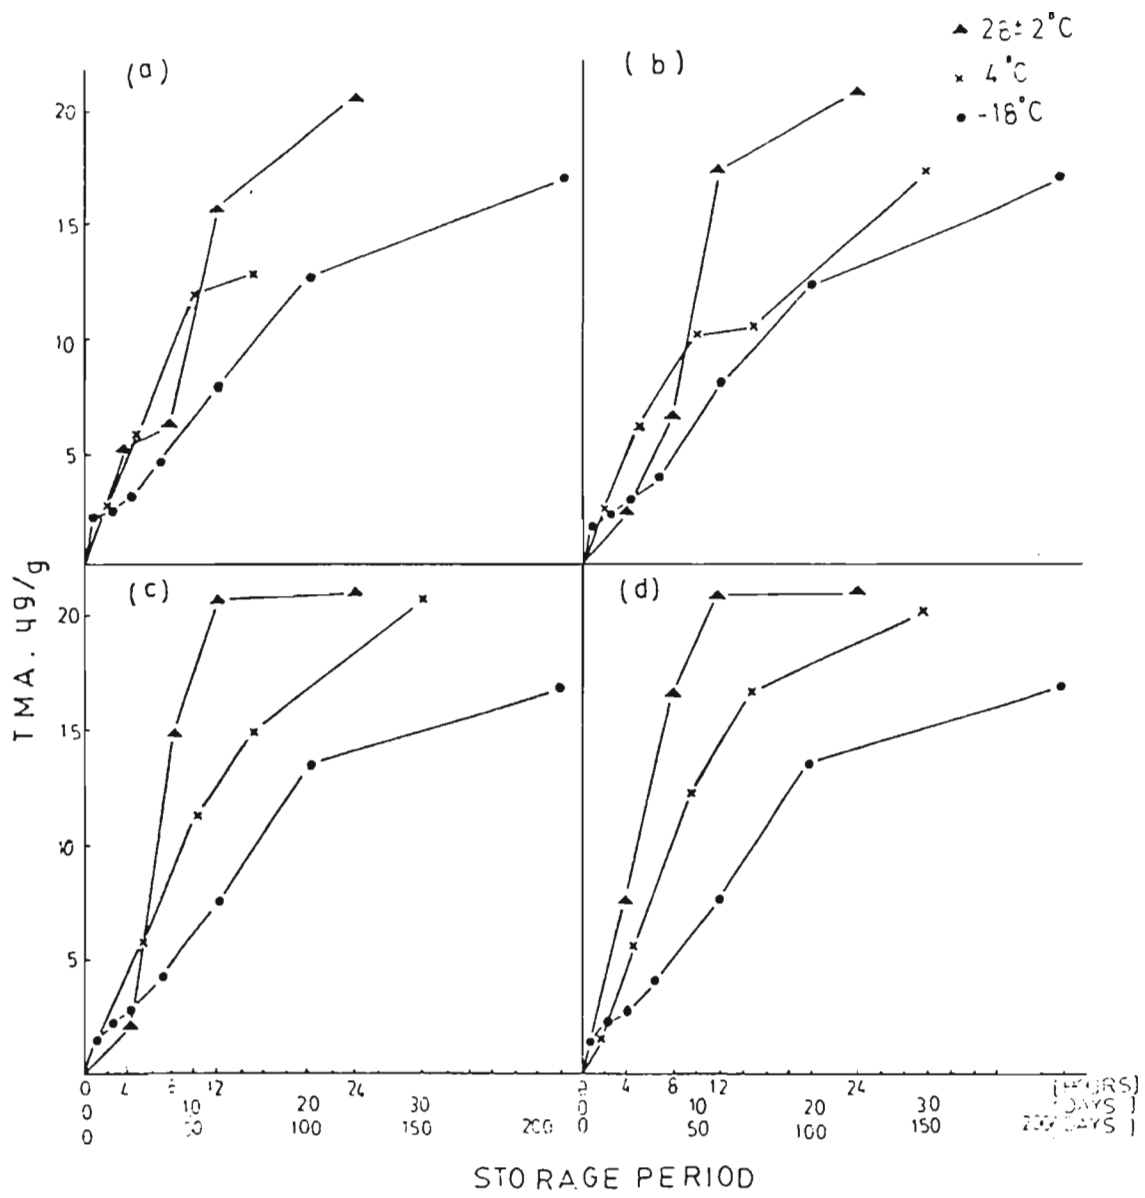 (a)
(b)
▲ 28±2°C
× 4°C
● -18°C
20
15
10
5
(c)
(d)
20
15
10
5
TMA. µg/g
0 4 8 12 24 0 4 8 12 24 [HOURS]
0 10 20 30 0 10 20 30 [DAYS]
0 50 100 150 200 0 50 100 150 200 [DAYS]
STORAGE PERIOD